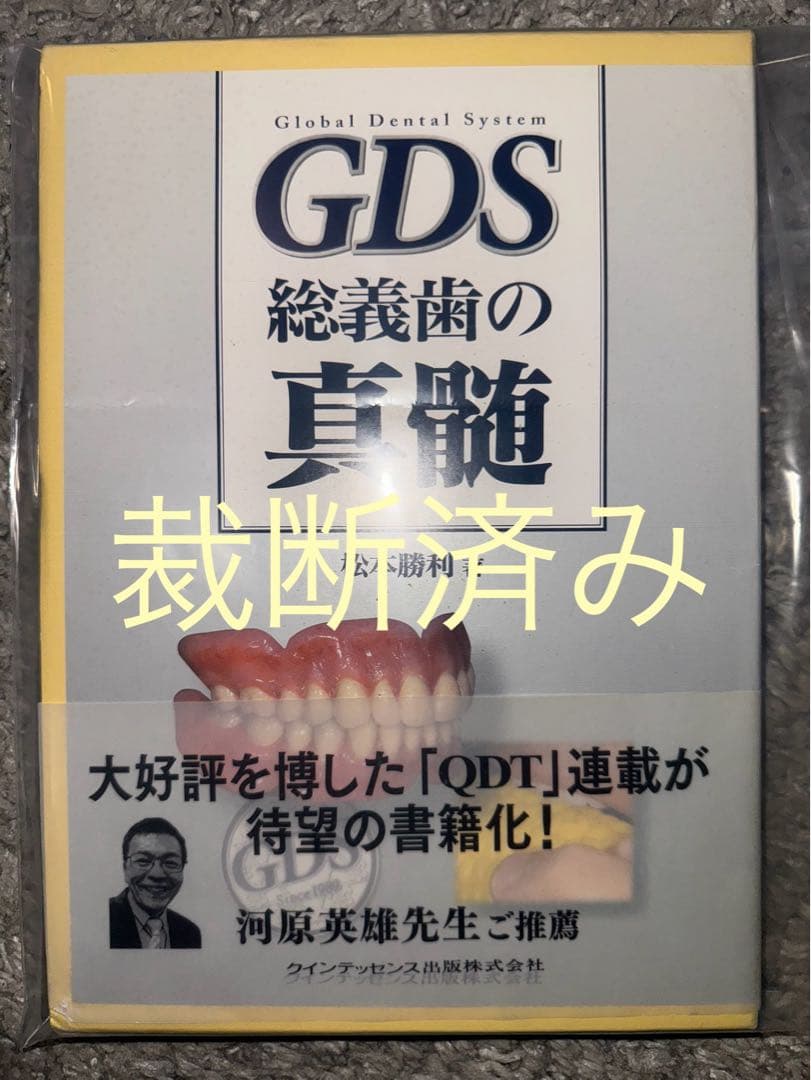 Global Dental System
GDS
総義歯の
真髄
裁断済み
松本勝利 著
大好評を博した「QDT」連載が
待望の書籍化!
GDS
Since 1989
河原英雄先生ご推薦
クインテッセンス出版株式会社